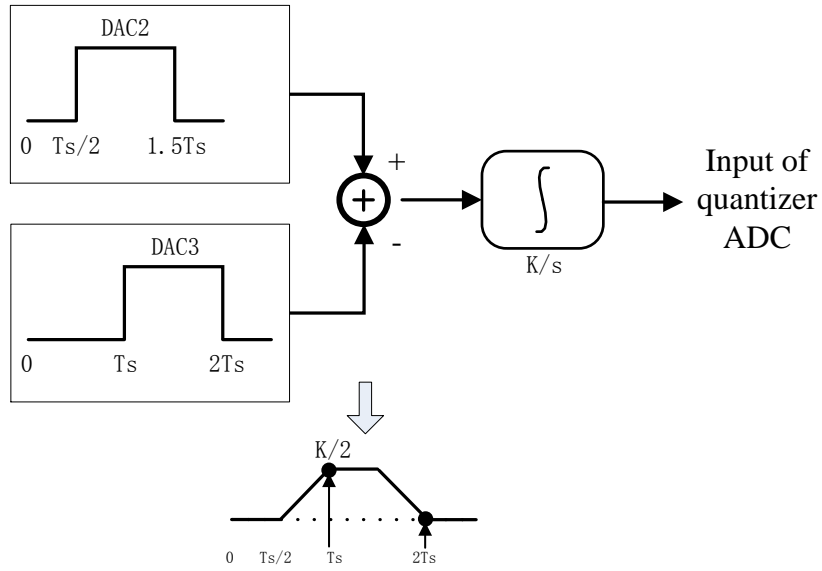 DAC2
0 Ts/2 1.5Ts
+
-
DAC3
0 Ts 2Ts
K/s
Input of
quantizer
ADC
K/2
0 Ts/2 Ts 2Ts